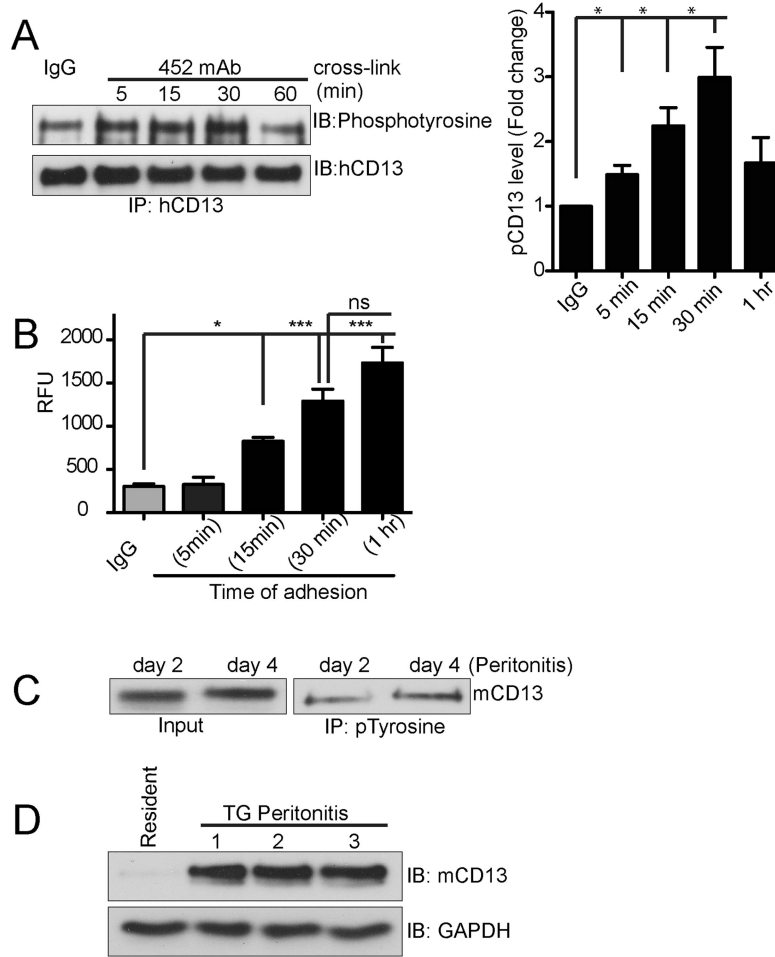 A
IgG
452 mAb
cross-link
5 15 30 60 (min)
IB:Phosphotyrosine
IB:hCD13
IP: hCD13
pCD13 level (Fold change)
4
3
2
1
0
* * *
IgG
5 min
15 min
30 min
1 hr
B
RFU
2000
1500
1000
500
0
ns
* *** ***
IgG
(5min)
(15min)
(30 min)
(1 hr)
Time of adhesion
C
day 2 day 4 day 2 day 4 (Peritonitis)
mCD13
Input
IP: pTyrosine
D
Resident
TG Peritonitis
1 2 3
IB: mCD13
IB: GAPDH